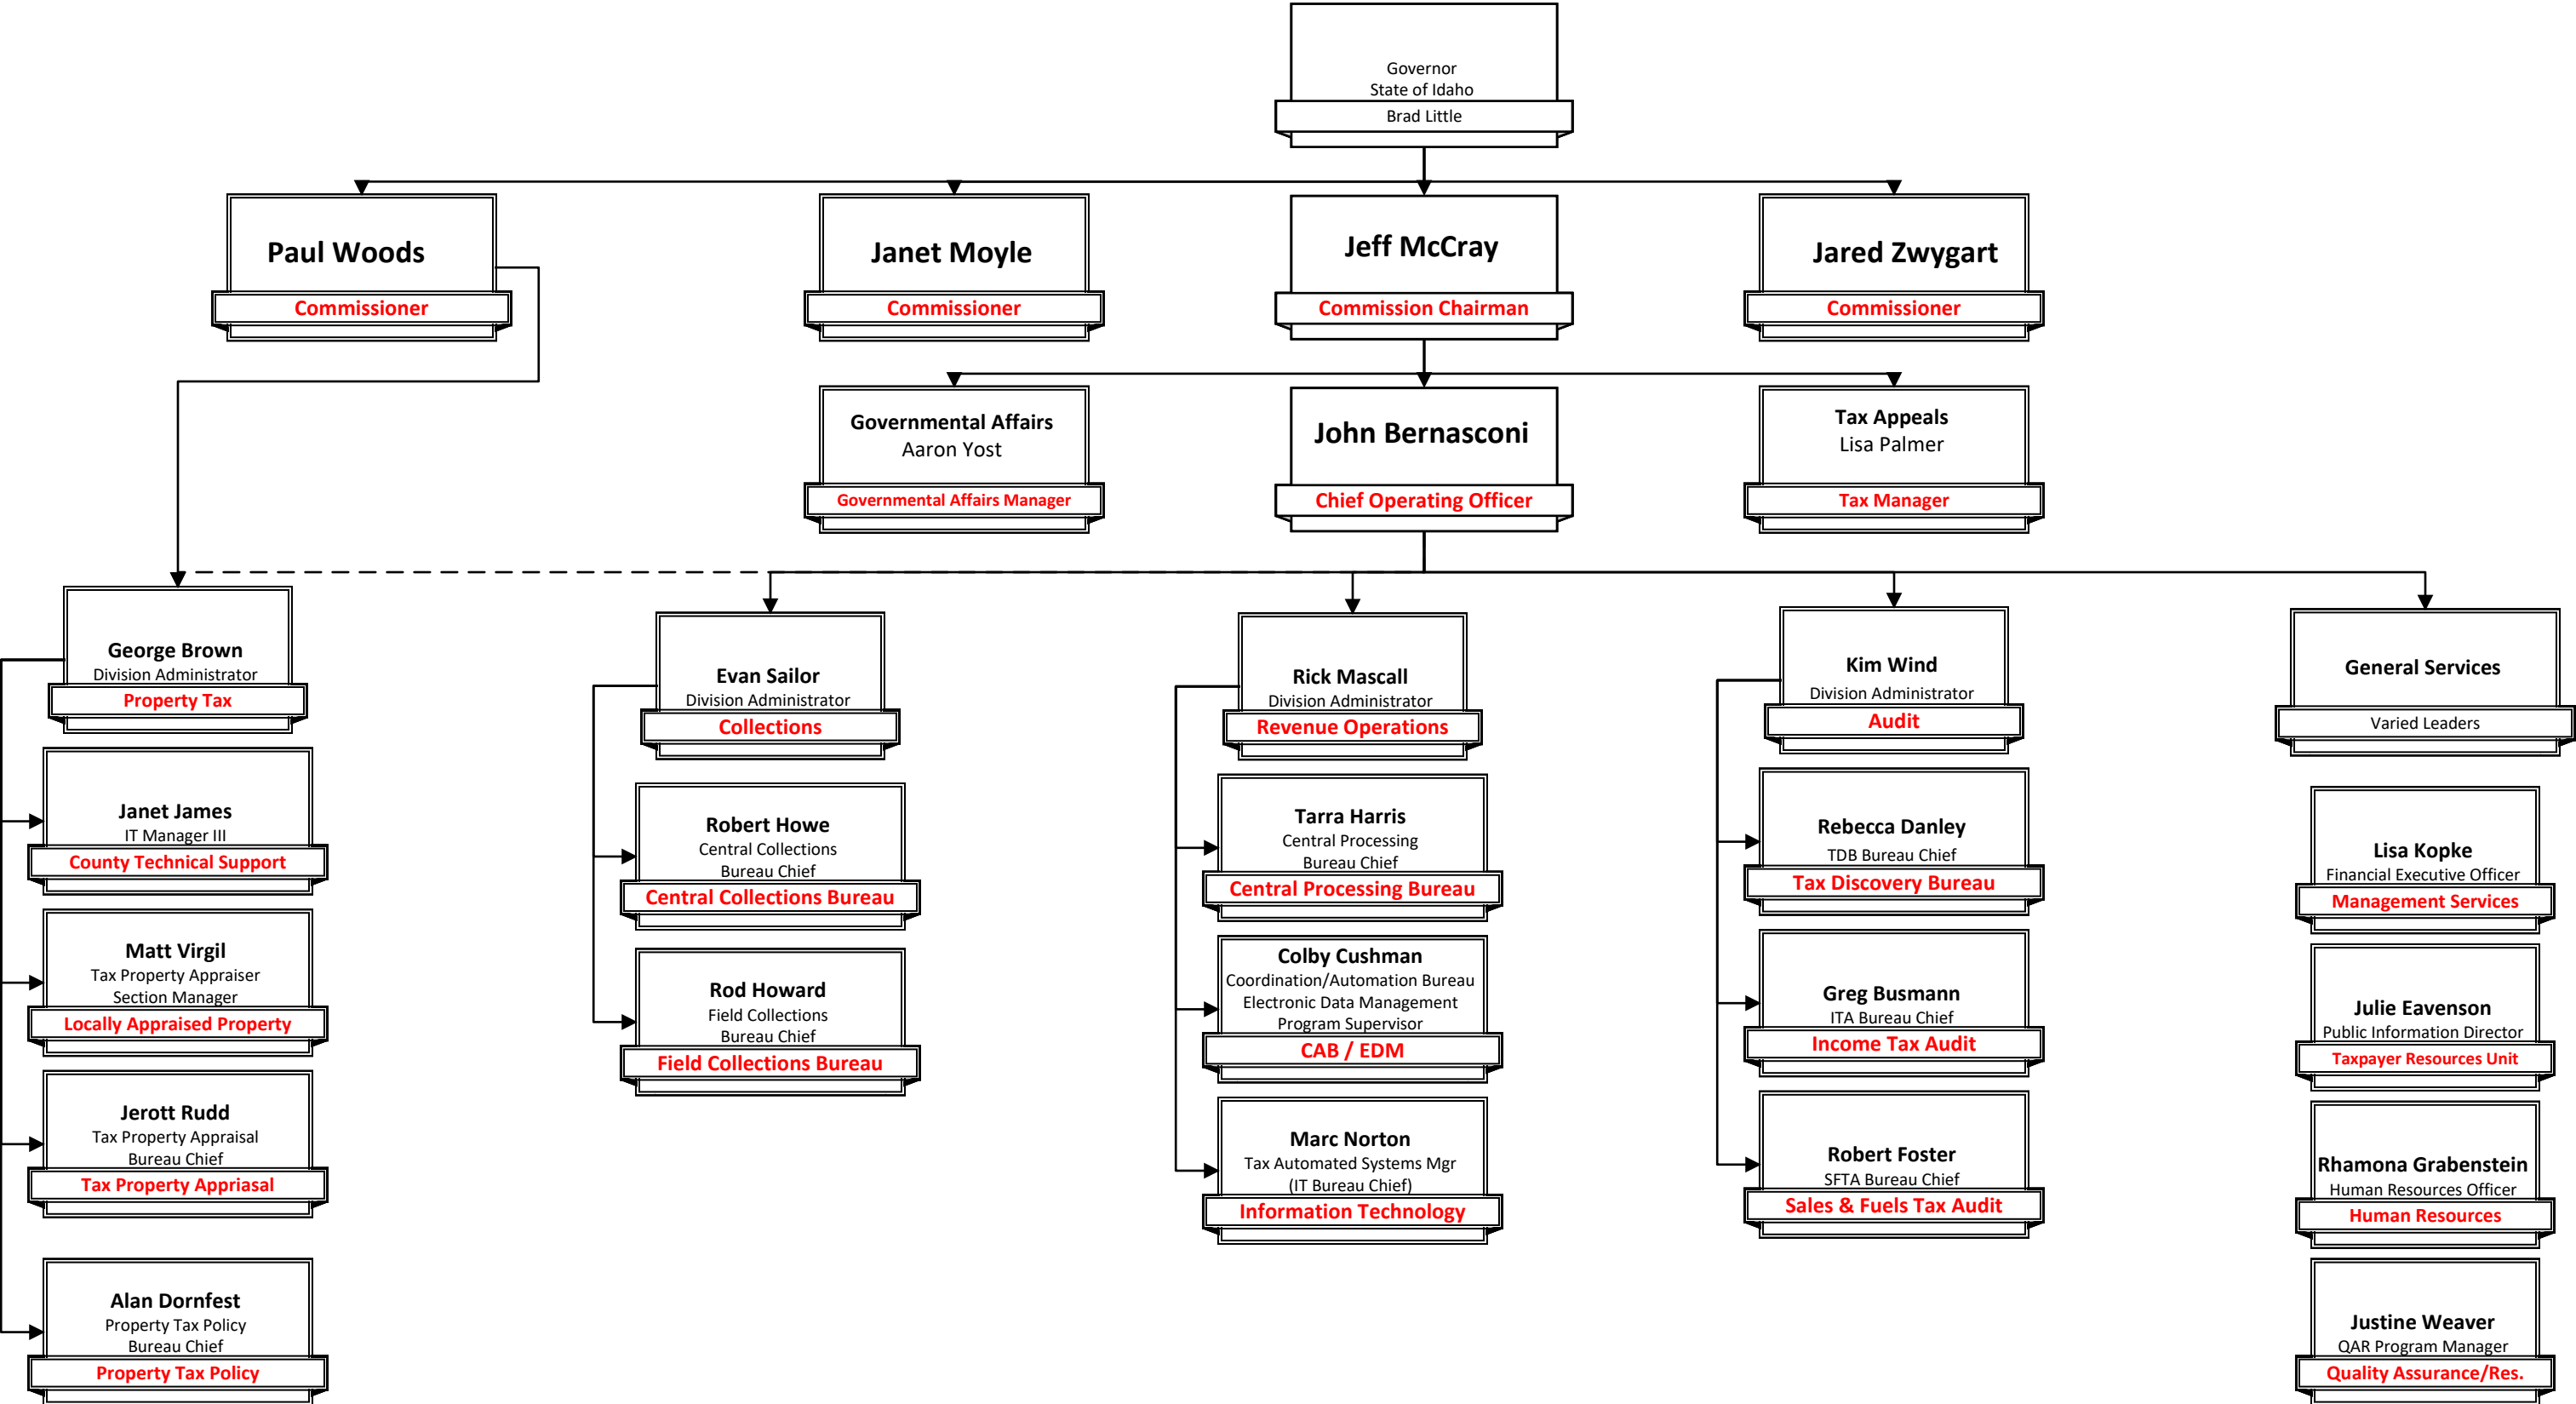 Governor
State of Idaho
Brad Little
Paul Woods
Commissioner
Janet Moyle
Commissioner
Jeff McCray
Commission Chairman
Jared Zwygart
Commissioner
Governmental Affairs
Aaron Yost
Governmental Affairs Manager
John Bernasconi
Chief Operating Officer
Tax Appeals
Lisa Palmer
Tax Manager
George Brown
Division Administrator
Property Tax
Janet James
IT Manager III
County Technical Support
Matt Virgil
Tax Property Appraiser
Section Manager
Locally Appraised Property
Jerott Rudd
Tax Property Appraisal
Bureau Chief
Tax Property Appriasal
Alan Dornfest
Property Tax Policy
Bureau Chief
Property Tax Policy
Evan Sailor
Division Administrator
Collections
Robert Howe
Central Collections
Bureau Chief
Central Collections Bureau
Rod Howard
Field Collections
Bureau Chief
Field Collections Bureau
Rick Mascall
Division Administrator
Revenue Operations
Tarra Harris
Central Processing
Bureau Chief
Central Processing Bureau
Colby Cushman
Coordination/Automation Bureau
Electronic Data Management
Program Supervisor
CAB / EDM
Marc Norton
Tax Automated Systems Mgr
(IT Bureau Chief)
Information Technology
Kim Wind
Division Administrator
Audit
Rebecca Danley
TDB Bureau Chief
Tax Discovery Bureau
Greg Busmann
ITA Bureau Chief
Income Tax Audit
Robert Foster
SFTA Bureau Chief
Sales & Fuels Tax Audit
General Services
Varied Leaders
Lisa Kopke
Financial Executive Officer
Management Services
Julie Eavenson
Public Information Director
Taxpayer Resources Unit
Rhamona Grabenstein
Human Resources Officer
Human Resources
Justine Weaver
QAR Program Manager
Quality Assurance/Res.